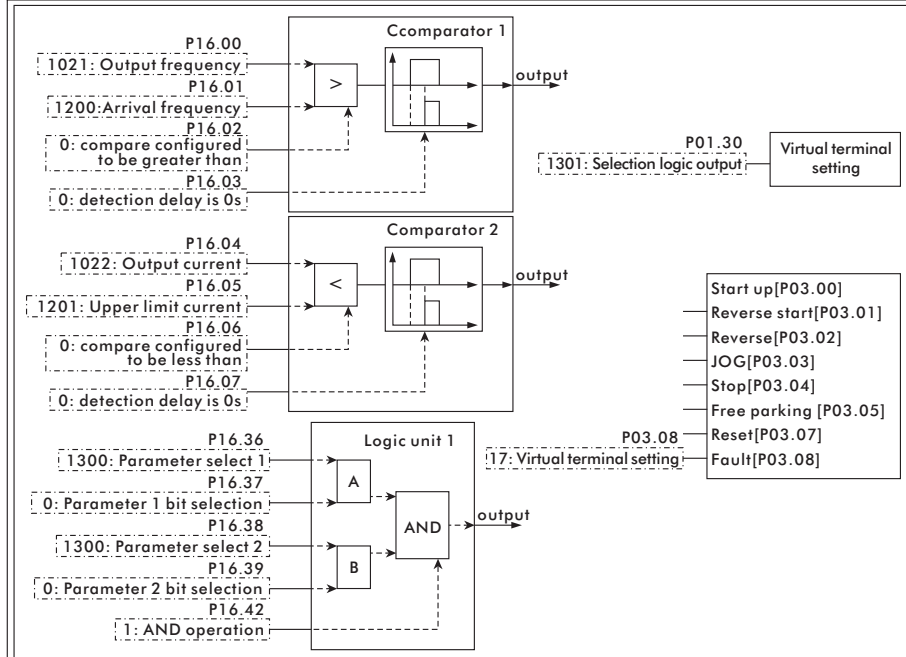 Ccomparator 1
P16.00
1021: Output frequency
P16.01
1200:Arrival frequency
P16.02
0: compare configured
to be greater than
P16.03
0: detection delay is 0s
>
output
P01.30
1301: Selection logic output
Virtual terminal
setting
Comparator 2
P16.04
1022: Output current
P16.05
1201: Upper limit current
P16.06
0: compare configured
to be less than
P16.07
0: detection delay is 0s
<
output
Start up[P03.00]
Reverse start[P03.01]
Reverse[P03.02]
JOG[P03.03]
Stop[P03.04]
Free parking [P03.05]
Reset[P03.07]
Fault[P03.08]
P03.08
17: Virtual terminal setting
Logic unit 1
P16.36
1300: Parameter select 1
P16.37
0: Parameter 1 bit selection
P16.38
1300: Parameter select 2
P16.39
0: Parameter 2 bit selection
P16.42
1: AND operation
A
B
AND
output